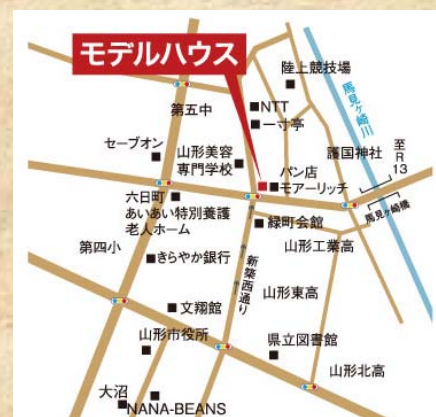 モデルハウス
陸上競技場
馬見ヶ崎川
第五中
NTT
一寸亭
セーブオン
山形美容
専門学校
護国神社
至R13
パン店
モアーリッチ
馬見ヶ崎橋
六日町
あいあい特別養護
老人ホーム
緑町会館
第四小
山形工業高
きらやか銀行
新築西通り
山形東高
文翔館
山形市役所
県立図書館
山形北高
大沼
NANA-BEANS